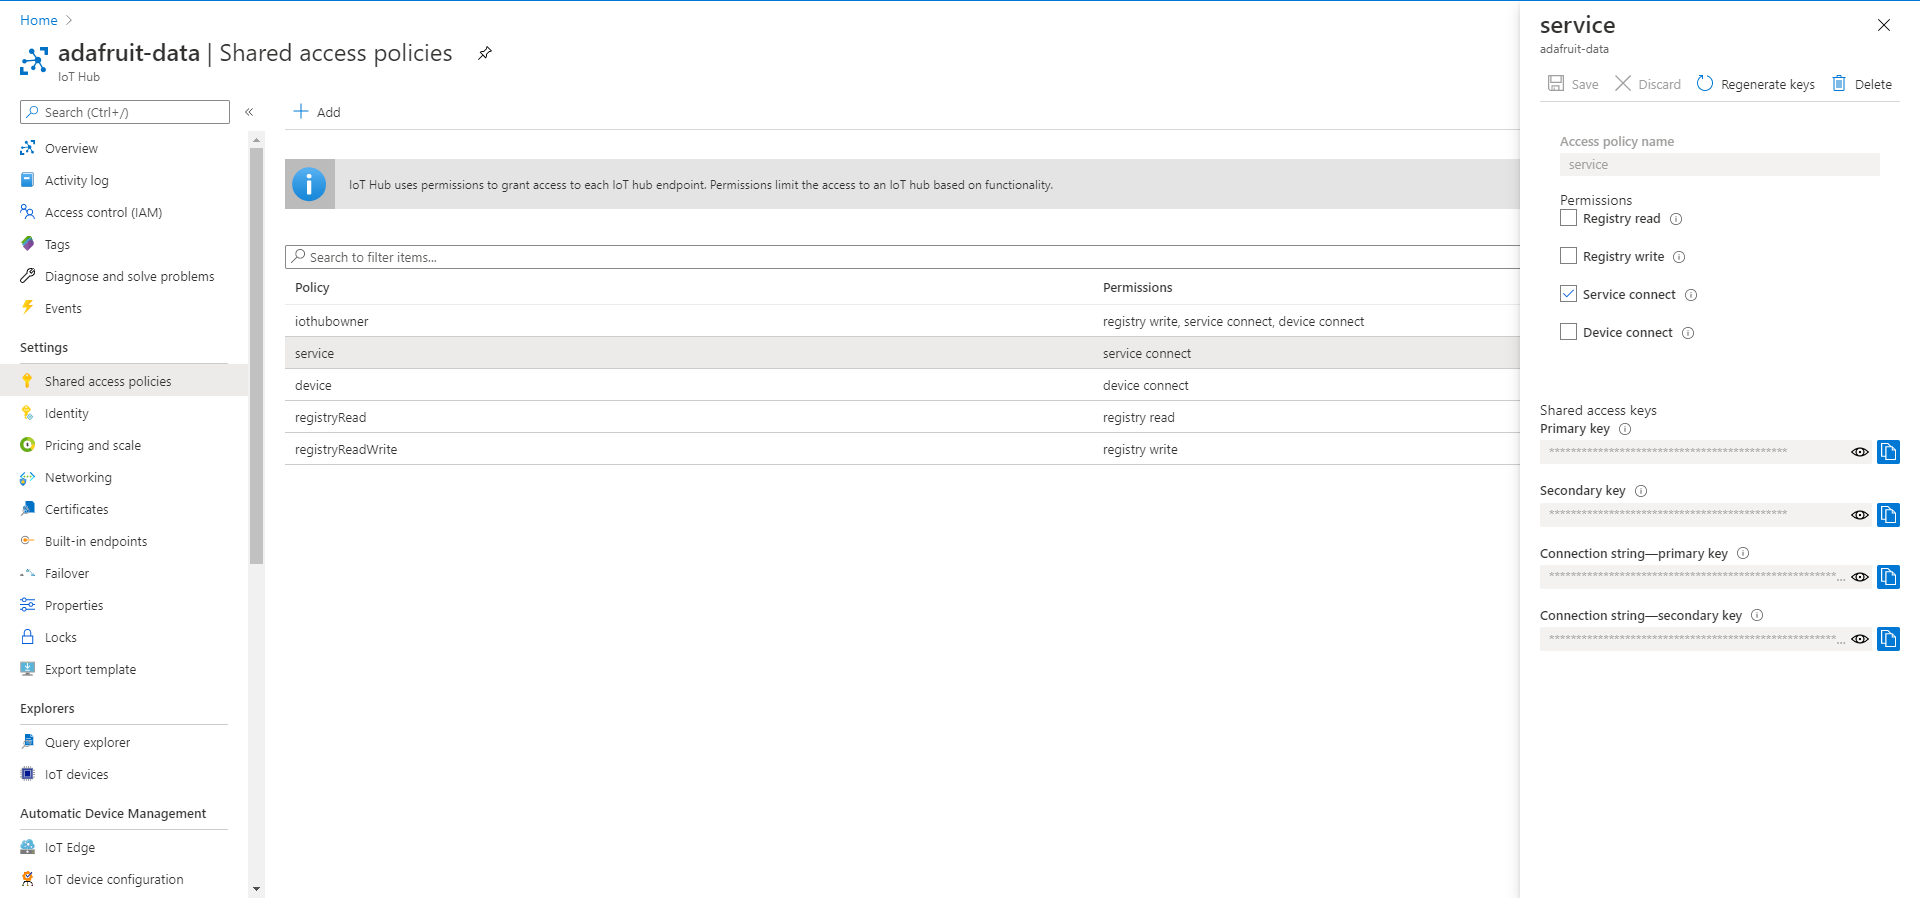 Home
adafruit-data | Shared access policies
IoT Hub
Search (Ctrl+/)
«
Overview
Activity log
Access control (IAM)
Tags
Diagnose and solve problems
Events
Settings
Shared access policies
Identity
Pricing and scale
Networking
Certificates
Built-in endpoints
Failover
Properties
Locks
Export template
Explorers
Query explorer
IoT devices
Automatic Device Management
IoT Edge
IoT device configuration
Add
IoT Hub uses permissions to grant access to each IoT hub endpoint. Permissions limit the access to an IoT hub based on functionality.
Search to filter items...
Policy Permissions
iothubowner registry write, service connect, device connect
service service connect
device device connect
registryRead registry read
registryReadWrite registry write
service
adafruit-data
Save Discard Regenerate keys Delete
Access policy name
service
Permissions
Registry read
Registry write
Service connect
Device connect
Shared access keys
Primary key
Secondary key
Connection string—primary key
Connection string—secondary key